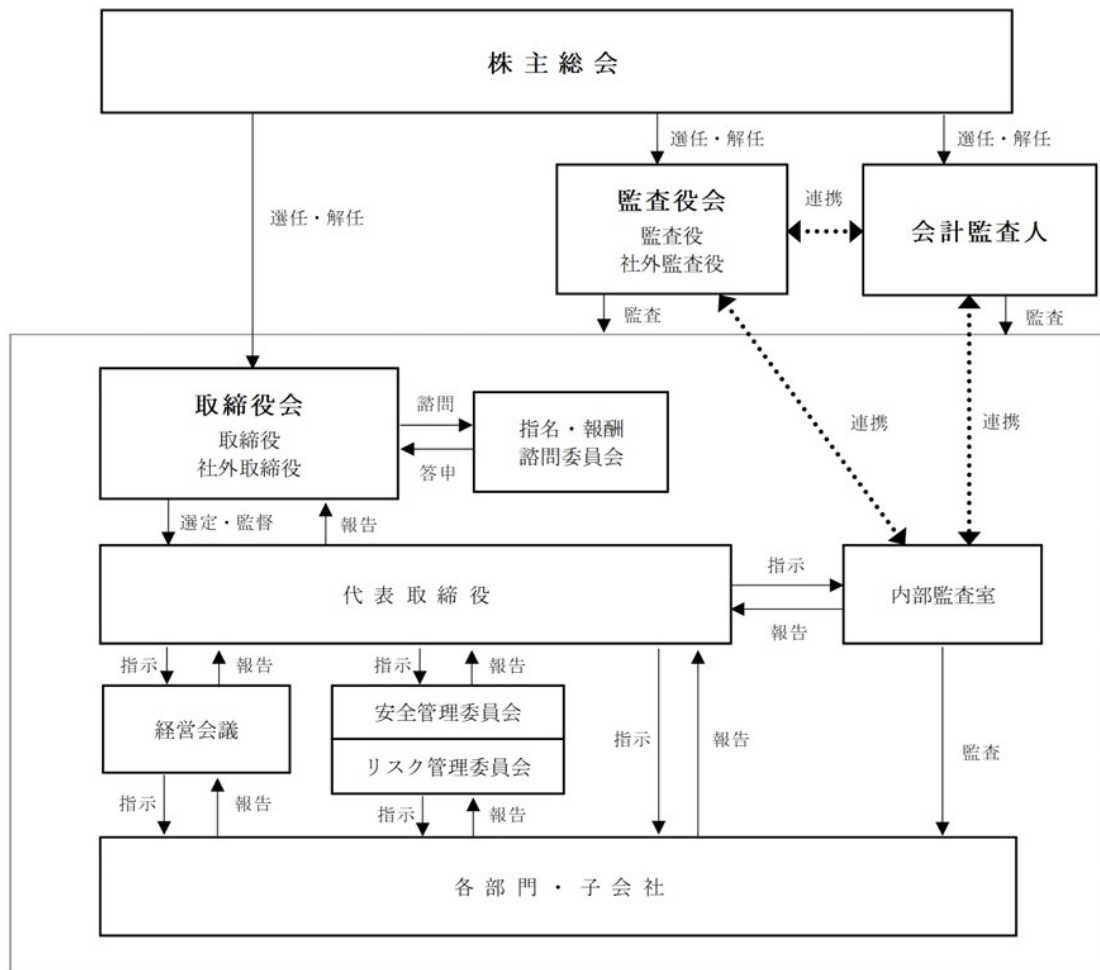 株主総会
選任・解任
選任・解任
選任・解任
監査役会
監査役
社外監査役
連携
会計監査人
監査
監査
取締役会
取締役
社外取締役
諮問
答申
指名・報酬
諮問委員会
連携
連携
選定・監督
報告
代表取締役
指示
報告
内部監査室
指示
報告
指示
報告
経営会議
安全管理委員会
リスク管理委員会
指示
報告
監査
指示
報告
指示
報告
各部門・子会社